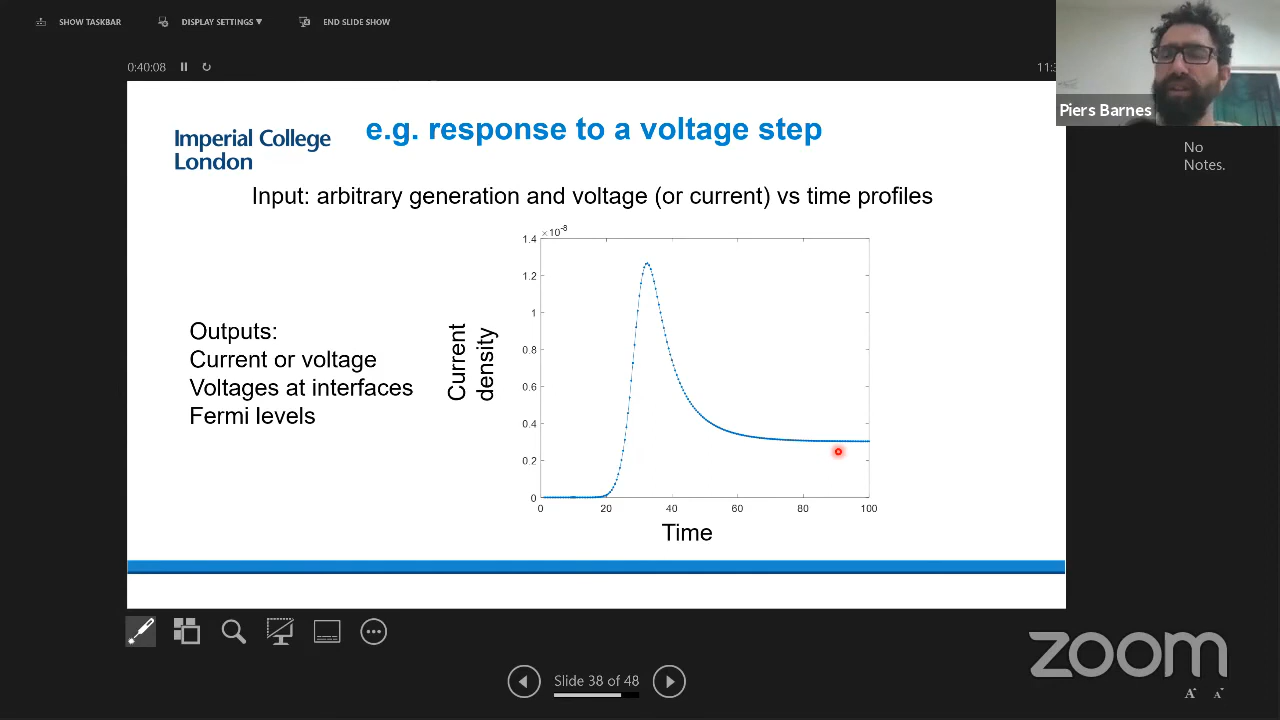 SHOW TASKBAR
DISPLAY SETTINGS ▼
END SLIDE SHOW
0:40:08
11:3
Piers Barnes
No
Notes.
Imperial College
London
e.g. response to a voltage step
Input: arbitrary generation and voltage (or current) vs time profiles
Outputs:
Current or voltage
Voltages at interfaces
Fermi levels
×10⁻⁸
1.4
1.2
1
0.8
0.6
0.4
0.2
0
Current
density
0 20 40 60 80 100
Time
Slide 38 of 48
zoom
A A